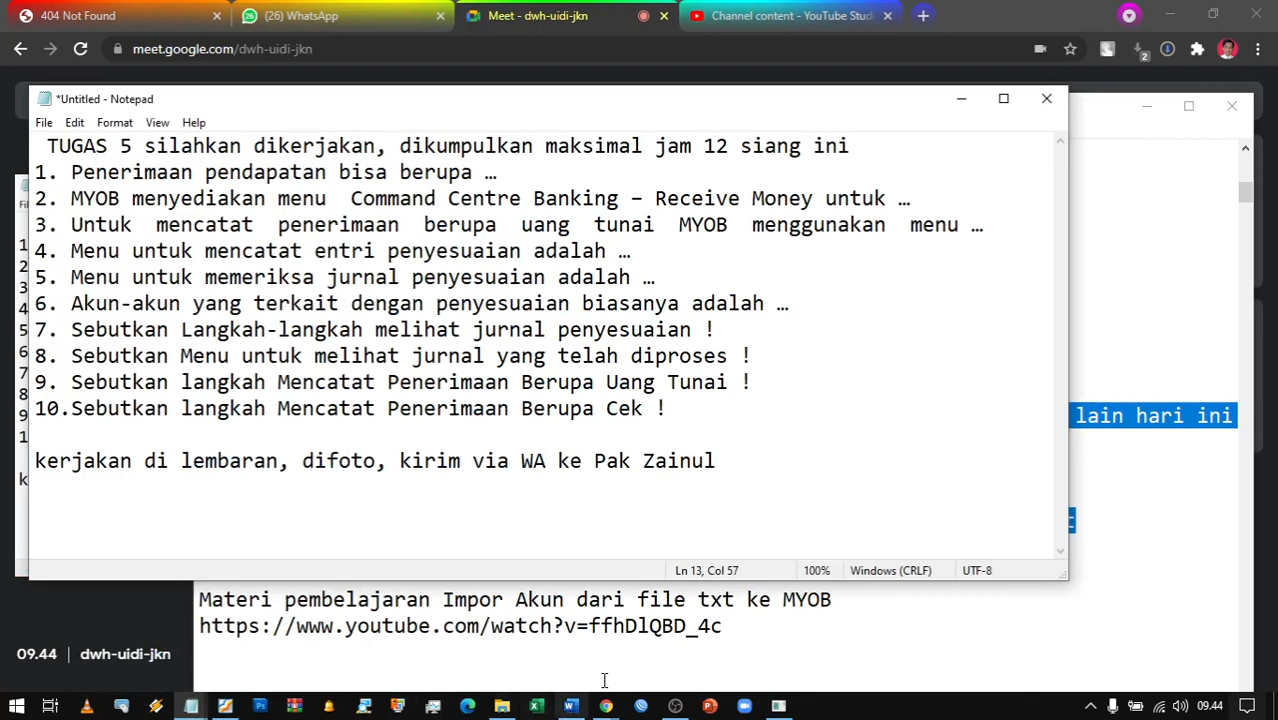 404 Not Found
(26) WhatsApp
Meet - dwh-uidi-jkn
Channel content - YouTube Stud
meet.google.com/dwh-uidi-jkn
2
*Untitled - Notepad
File Edit Format View Help
TUGAS 5 silahkan dikerjakan, dikumpulkan maksimal jam 12 siang ini
1. Penerimaan pendapatan bisa berupa …
2. MYOB menyediakan menu Command Centre Banking – Receive Money untuk …
3. Untuk mencatat penerimaan berupa uang tunai MYOB menggunakan menu …
4. Menu untuk mencatat entri penyesuaian adalah …
5. Menu untuk memeriksa jurnal penyesuaian adalah …
6. Akun-akun yang terkait dengan penyesuaian biasanya adalah …
7. Sebutkan Langkah-langkah melihat jurnal penyesuaian !
8. Sebutkan Menu untuk melihat jurnal yang telah diproses !
9. Sebutkan langkah Mencatat Penerimaan Berupa Uang Tunai !
10.Sebutkan langkah Mencatat Penerimaan Berupa Cek !
lain hari ini
kerjakan di lembaran, difoto, kirim via WA ke Pak Zainul
Ln 13, Col 57 100% Windows (CRLF) UTF-8
Materi pembelajaran Impor Akun dari file txt ke MYOB
https://www.youtube.com/watch?v=ffhDlQBD_4c
09.44 | dwh-uidi-jkn
09.44